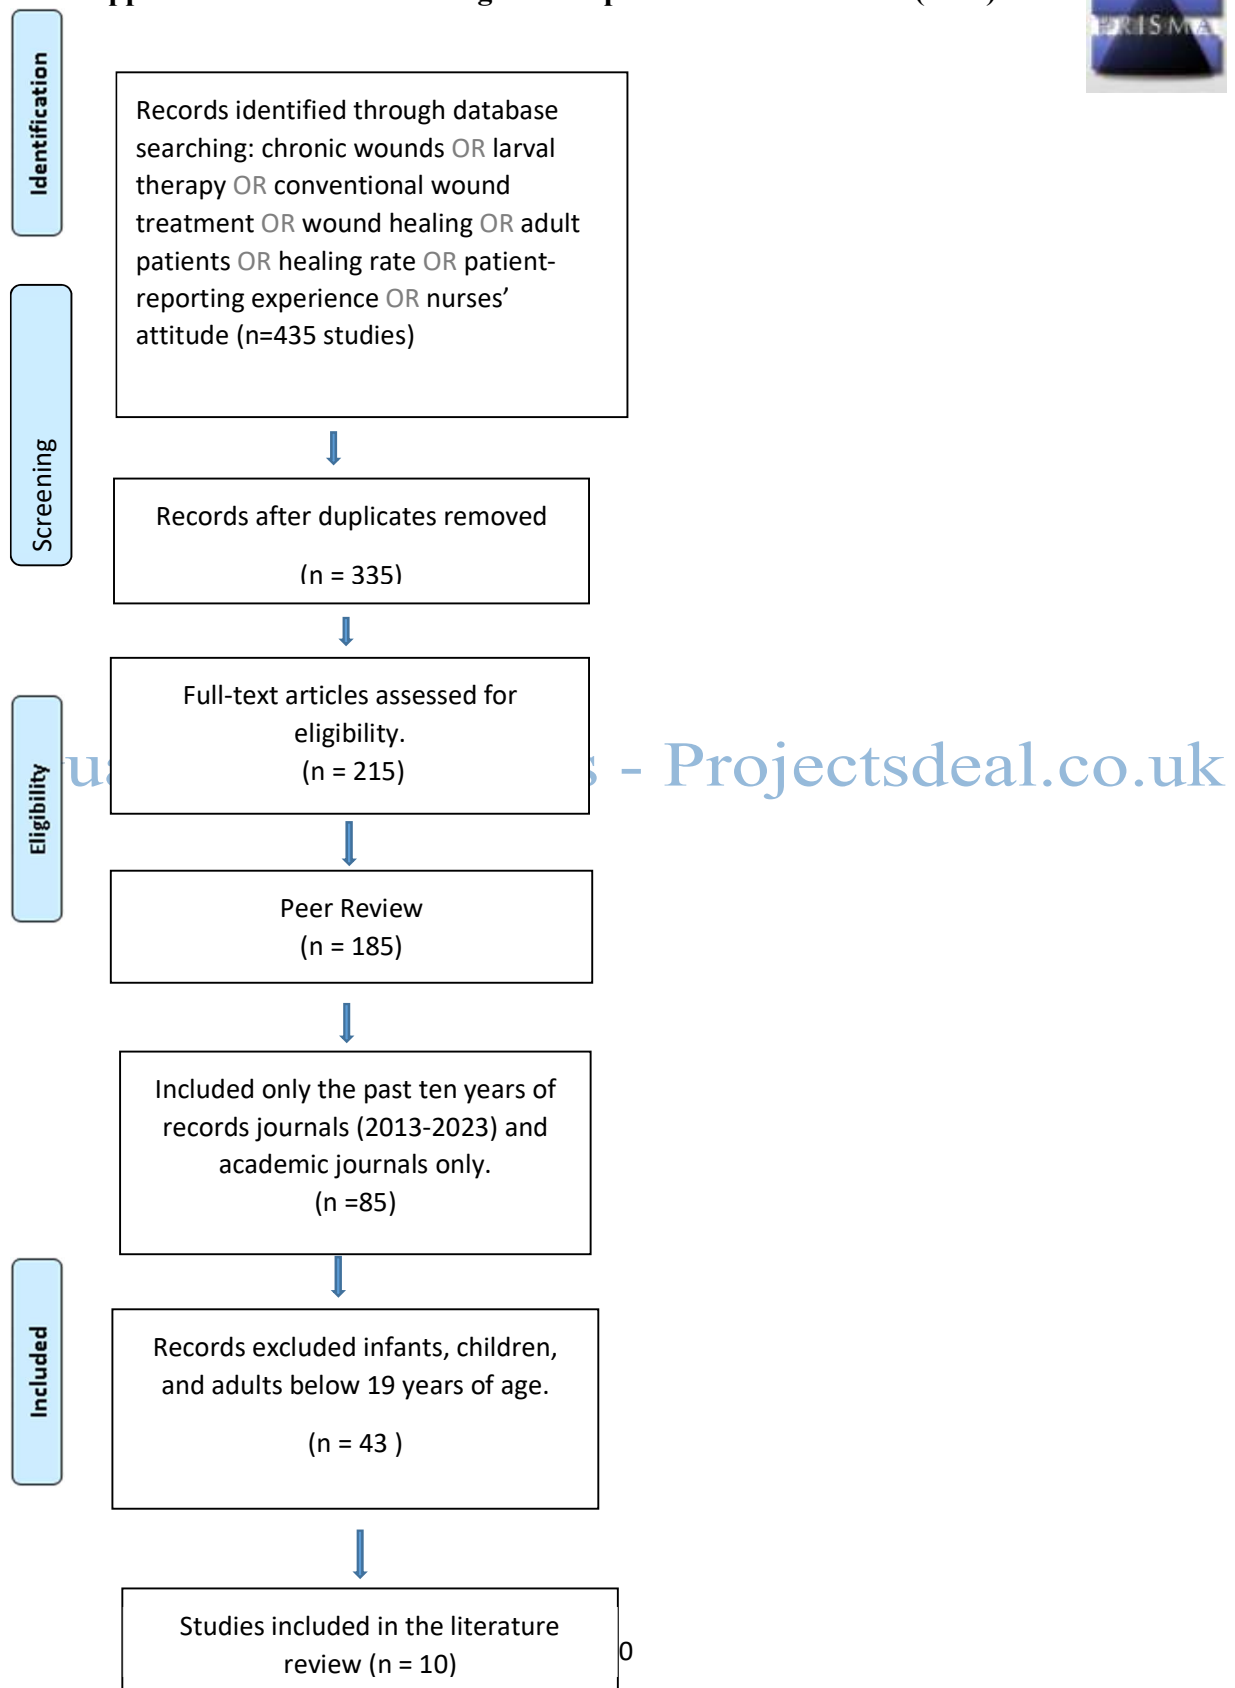 PRISMA
Identification
Records identified through database
searching: chronic wounds OR larval
therapy OR conventional wound
treatment OR wound healing OR adult
patients OR healing rate OR patient-
reporting experience OR nurses’
attitude (n=435 studies)
Screening
Records after duplicates removed
(n = 335)
Full-text articles assessed for
eligibility.
(n = 215)
Eligibility
- Projectsdeal.co.uk
Peer Review
(n = 185)
Included only the past ten years of
records journals (2013-2023) and
academic journals only.
(n =85)
Included
Records excluded infants, children,
and adults below 19 years of age.
(n = 43 )
Studies included in the literature
review (n = 10)
0